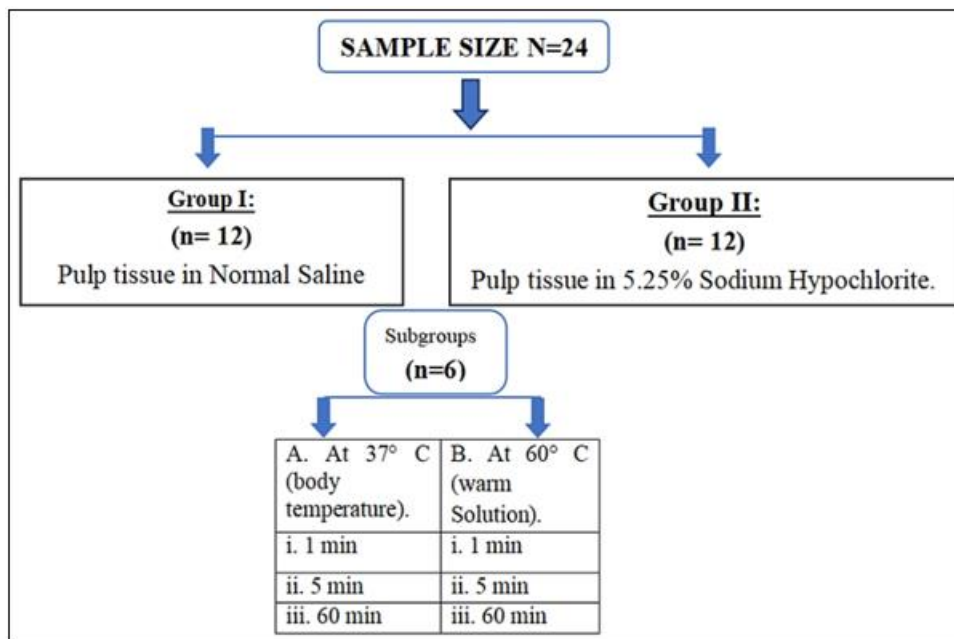 SAMPLE SIZE N=24
Group I:
(n= 12)
Pulp tissue in Normal Saline
Group II:
(n= 12)
Pulp tissue in 5.25% Sodium Hypochlorite.
Subgroups
(n=6)
A. At 37° C
(body
temperature).
B. At 60° C
(warm
Solution).
i. 1 min
i. 1 min
ii. 5 min
ii. 5 min
iii. 60 min
iii. 60 min